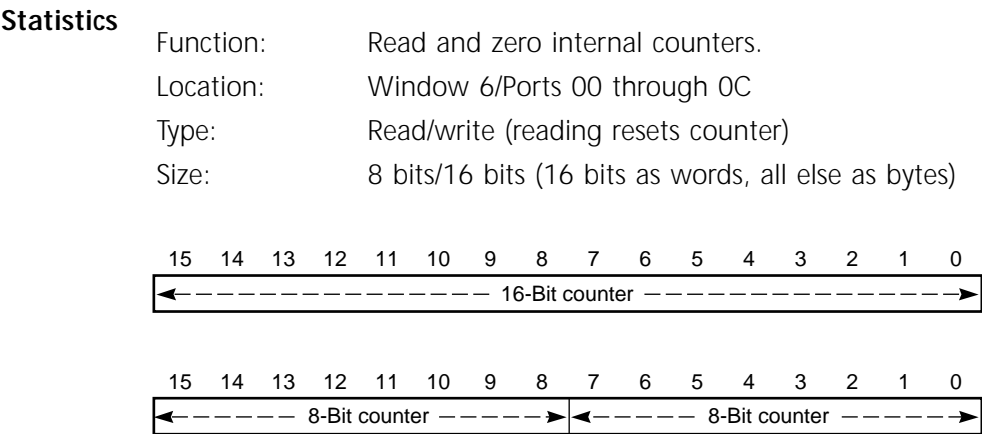 Statistics
Function: Read and zero internal counters.
Location: Window 6/Ports 00 through 0C
Type: Read/write (reading resets counter)
Size: 8 bits/16 bits (16 bits as words, all else as bytes)
15 14 13 12 11 10 9 8 7 6 5 4 3 2 1 0
16-Bit counter
15 14 13 12 11 10 9 8 7 6 5 4 3 2 1 0
8-Bit counter 8-Bit counter